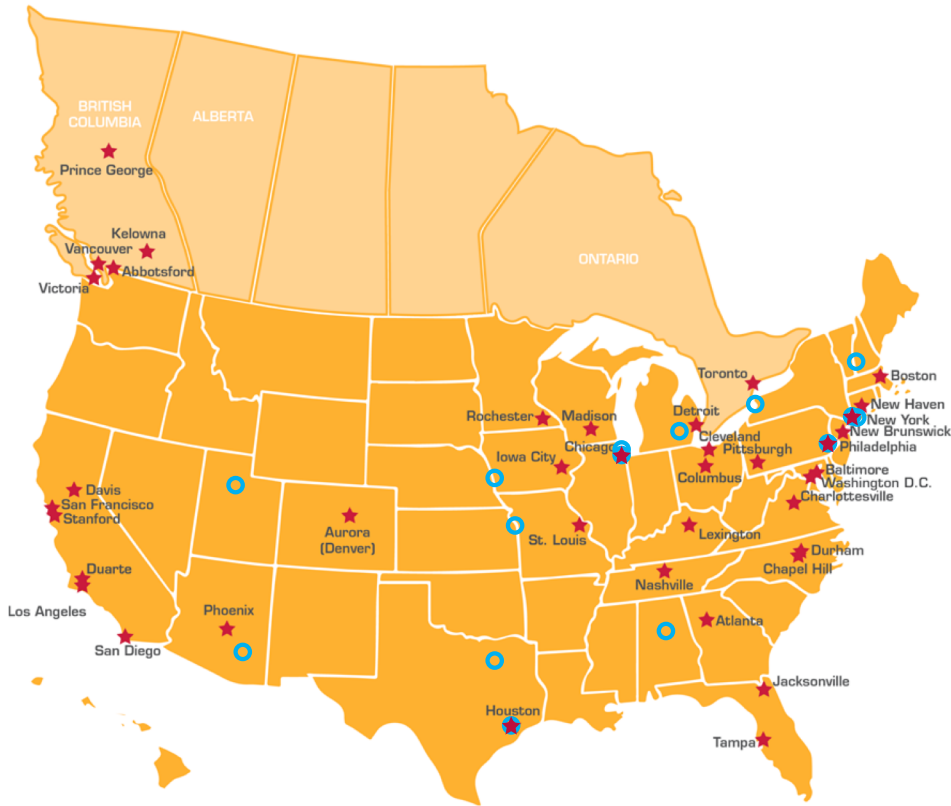 BRITISH
COLUMBIA
ALBERTA
Prince George
Kelowna
Vancouver
Abbotsford
Victoria
ONTARIO
Toronto
Boston
New Haven
New York
New Brunswick
Philadelphia
Rochester
Madison
Detroit
Chicago
Cleveland
Pittsburgh
Iowa City
Columbus
Baltimore
Washington D.C.
Charlottesville
Davis
San Francisco
Stanford
Aurora
(Denver)
St. Louis
Lexington
Durham
Chapel Hill
Duarte
Nashville
Los Angeles
Phoenix
Atlanta
San Diego
Jacksonville
Houston
Tampa